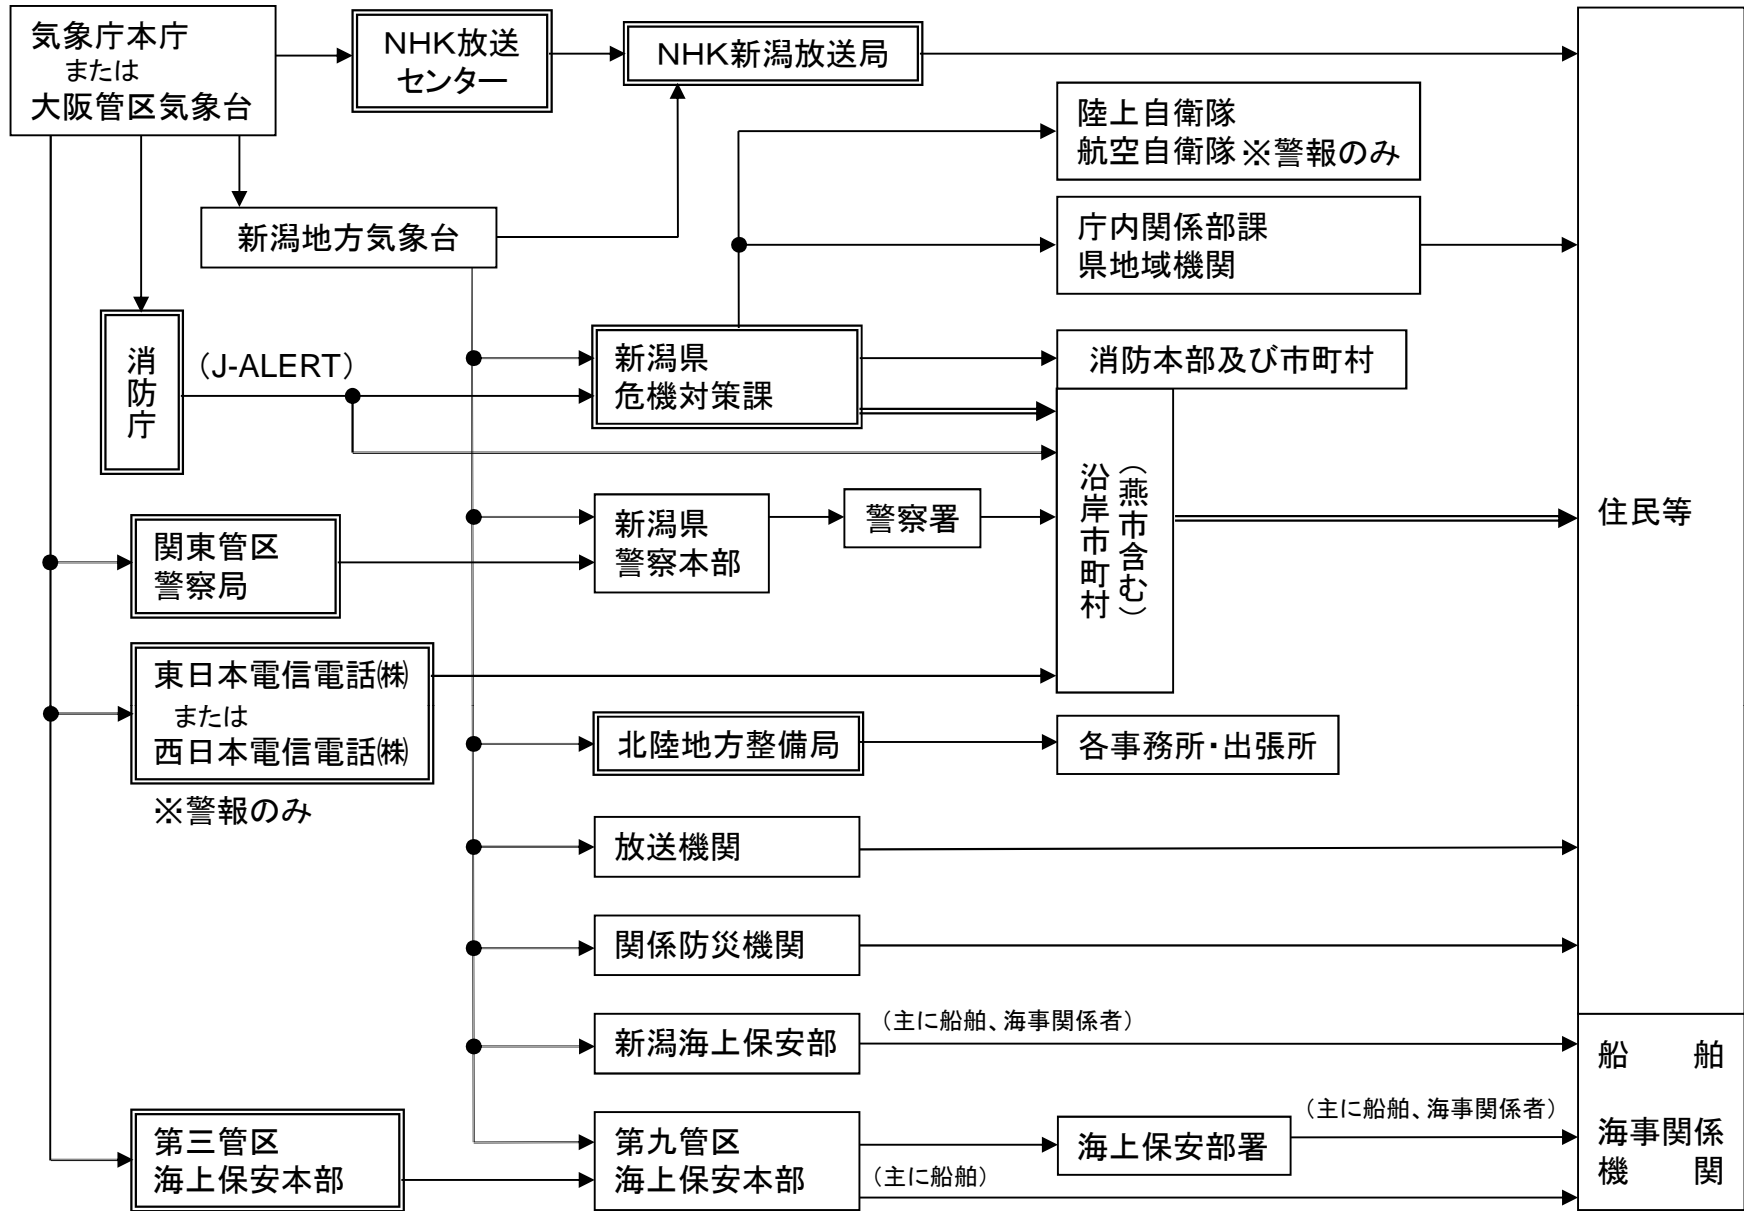 気象庁本庁
または
大阪管区気象台
NHK放送
センター
NHK新潟放送局
陸上自衛隊
航空自衛隊※警報のみ
新潟地方気象台
庁内関係部課
県地域機関
消防庁
（J-ALERT）
新潟県
危機対策課
消防本部及び市町村
沿岸市町村
（燕市含む）
住民等
関東管区
警察局
新潟県
警察本部
警察署
東日本電信電話㈱
または
西日本電信電話㈱
※警報のみ
北陸地方整備局
各事務所・出張所
放送機関
関係防災機関
新潟海上保安部
（主に船舶、海事関係者）
船　　舶
海事関係
機　　関
第三管区
海上保安本部
第九管区
海上保安本部
（主に船舶）
海上保安部署
（主に船舶、海事関係者）